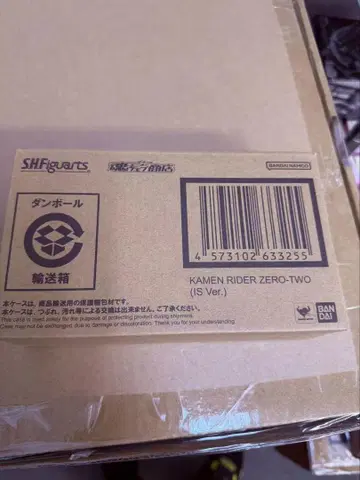 S.H.Figuarts 魂ウェブ商店 BANDAI NAMCO
ダンボール
輸送箱
4 573102 633255
KAMEN RIDER ZERO-TWO
(IS Ver.)
本ケースは、商品輸送用の保護梱包材です。
本ケースは、つぶれ、汚れ等による交換は出来ません。ご了承ください。
This case is used solely for the purpose of protecting product during shipment.
Case may not be exchanged due to damage or discoloration. Thank you for your understanding.
BAN
DAI